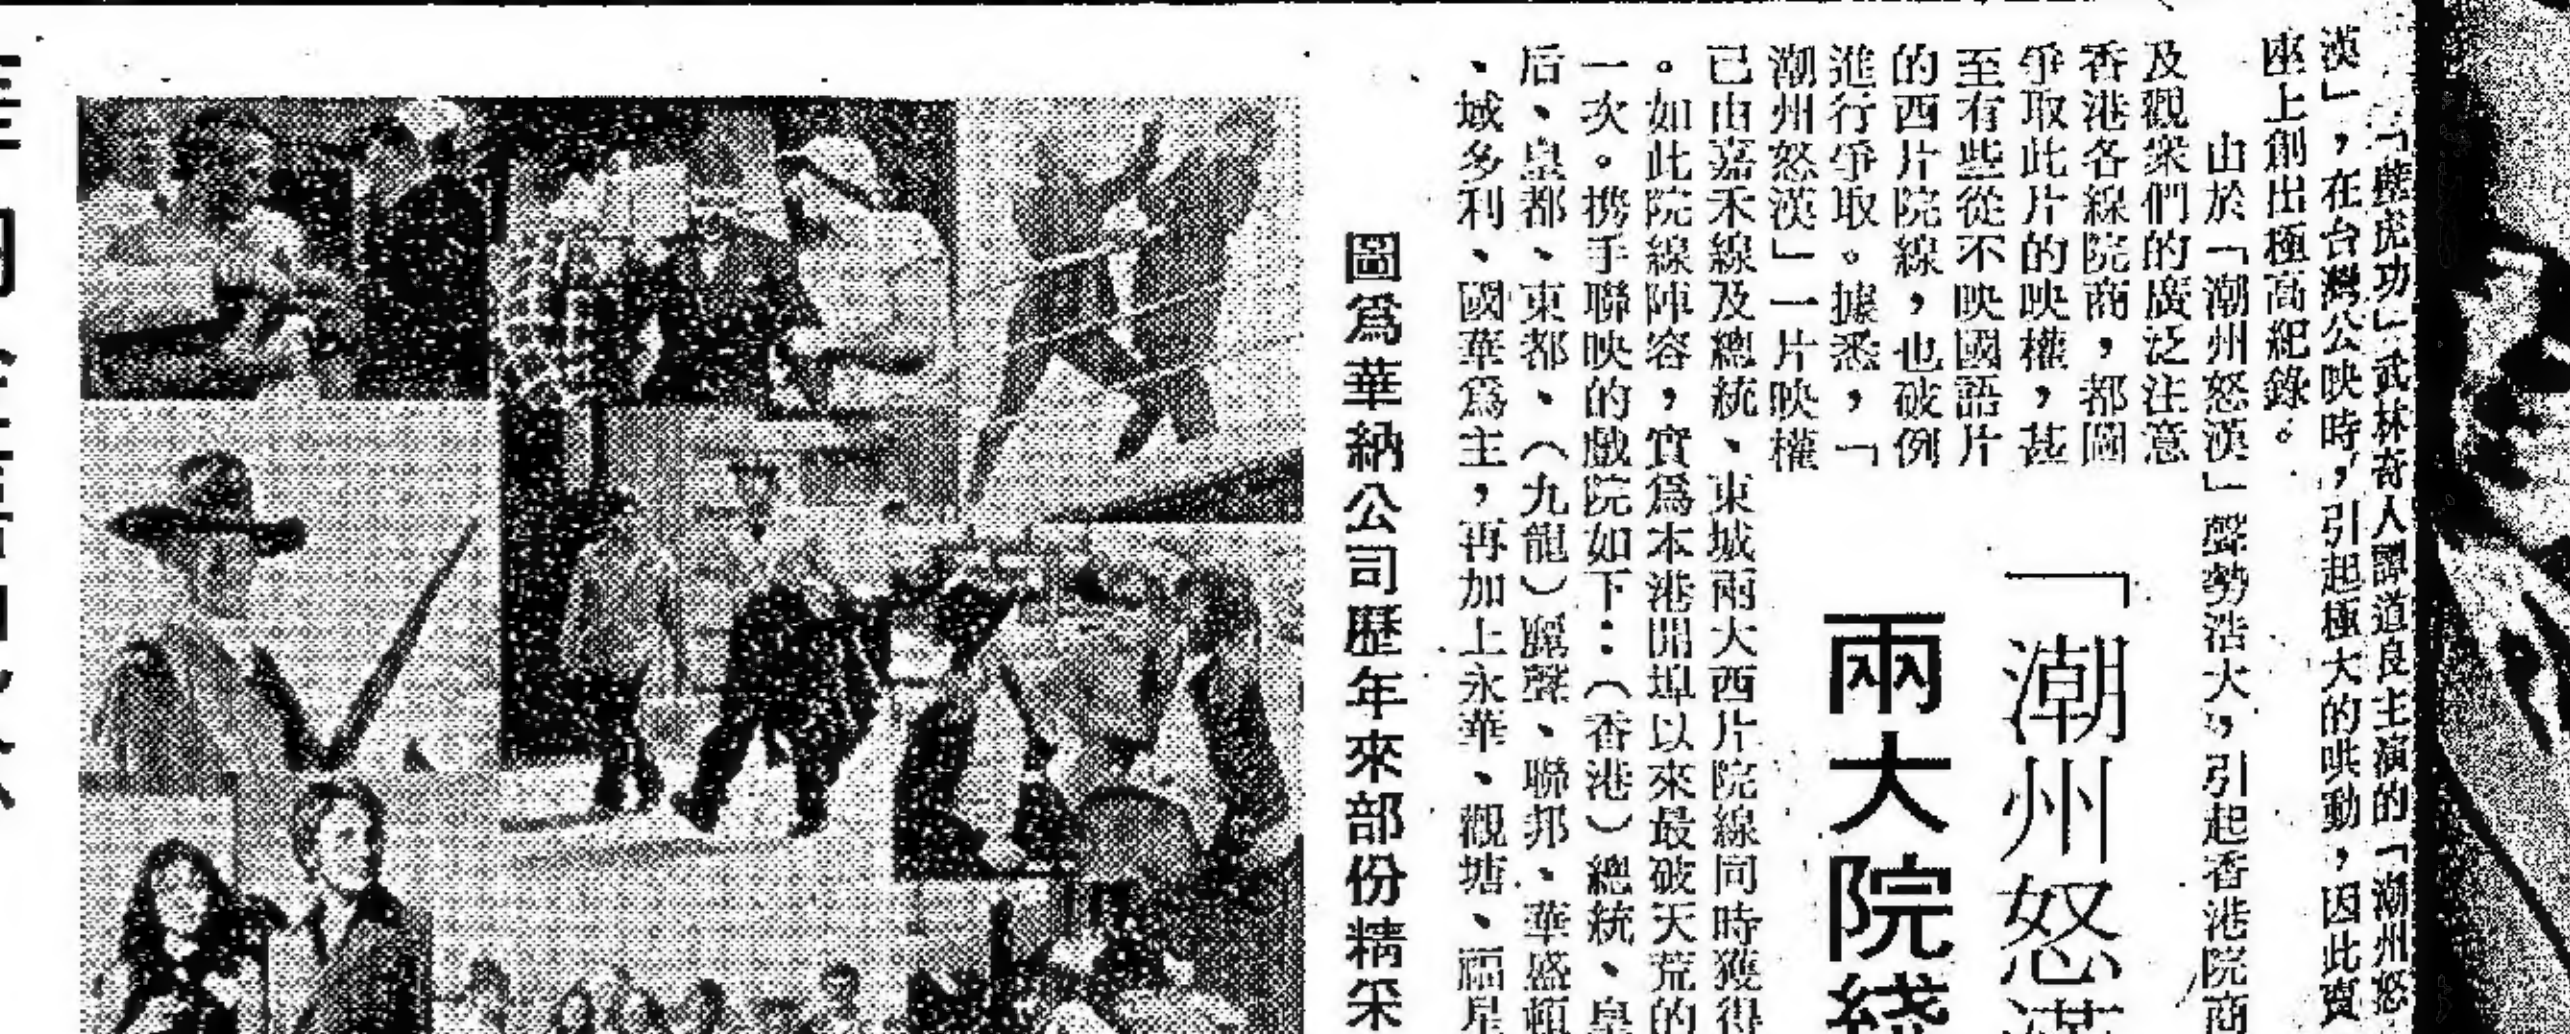 「壁虎功」武林奇人譚道良主演的「潮州怒
漢」，在台灣公映時，引起極大的哄動，因此賣
座上創出極高紀錄。
由於「潮州怒漢」聲勢浩大，引起香港院商
及觀衆們的廣泛注意
香港各線院商，都圖
爭取此片的映權，甚
至有些從不映國語片
的西片院線，也破例
進行爭取。據悉，「
潮州怒漢」一片映權
已由嘉禾線及總統、東城兩大西片院線同時獲得
。如此院線陣容，實爲本港開埠以來最破天荒的
一次。携手聯映的戲院如下：（香港）總統、皇
后、皇都、東都、（九龍）麗聲、聯邦、華盛頓
、域多利、國華爲主，再加上永華、觀塘、福星
「潮州怒漢
兩大院綫
圖爲華納公司歷年來部份精采